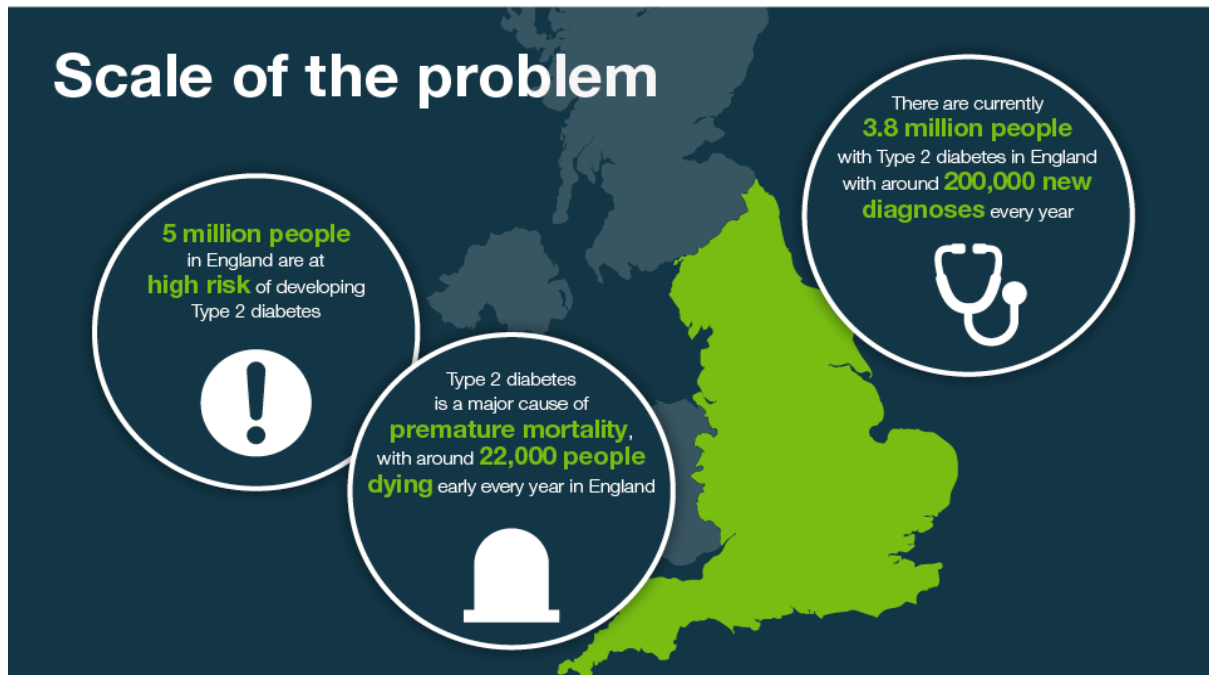 Scale of the problem
There are currently
3.8 million people
with Type 2 diabetes in England
with around 200,000 new
diagnoses every year
5 million people
in England are at
high risk of developing
Type 2 diabetes
Type 2 diabetes
is a major cause of
premature mortality,
with around 22,000 people
dying early every year in England